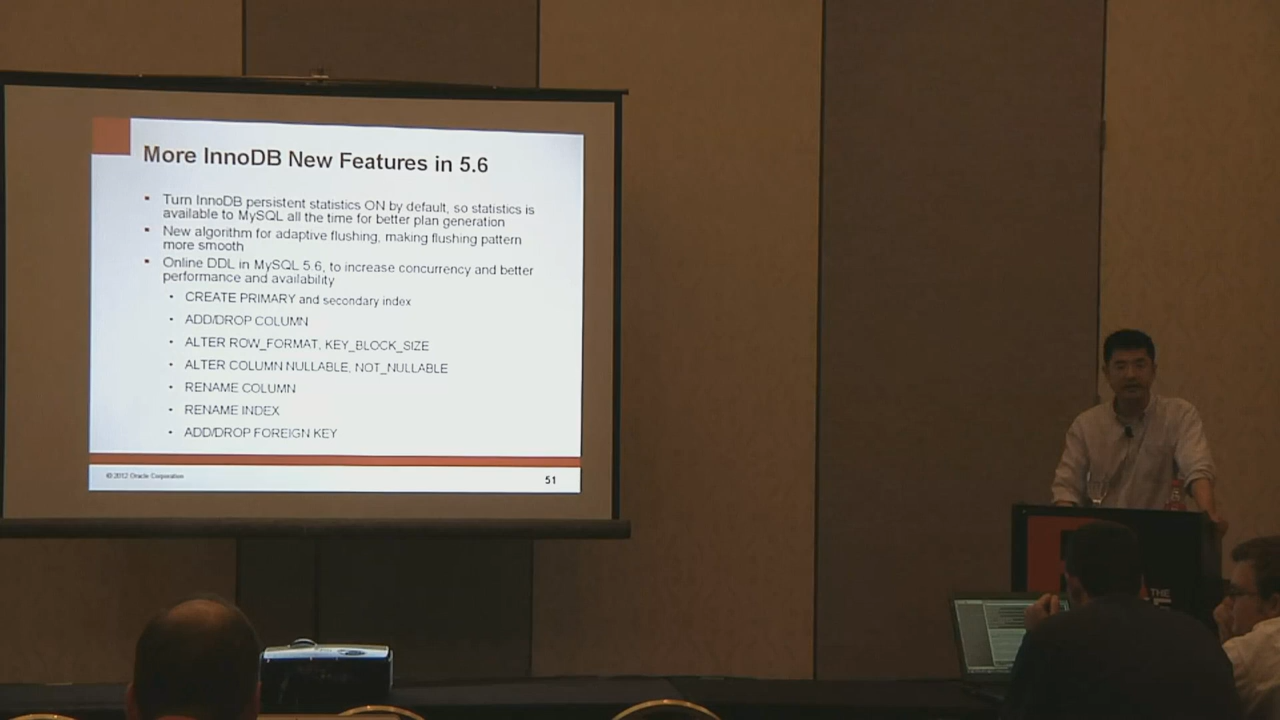 More InnoDB New Features in 5.6
Turn InnoDB persistent statistics ON by default, so statistics is
available to MySQL all the time for better plan generation
New algorithm for adaptive flushing, making flushing pattern
more smooth
Online DDL in MySQL 5.6, to increase concurrency and better
performance and availability
CREATE PRIMARY and secondary index
ADD/DROP COLUMN
ALTER ROW_FORMAT, KEY_BLOCK_SIZE
ALTER COLUMN NULLABLE, NOT_NULLABLE
RENAME COLUMN
RENAME INDEX
ADD/DROP FOREIGN KEY
© 2012 Oracle Corporation
51
THE